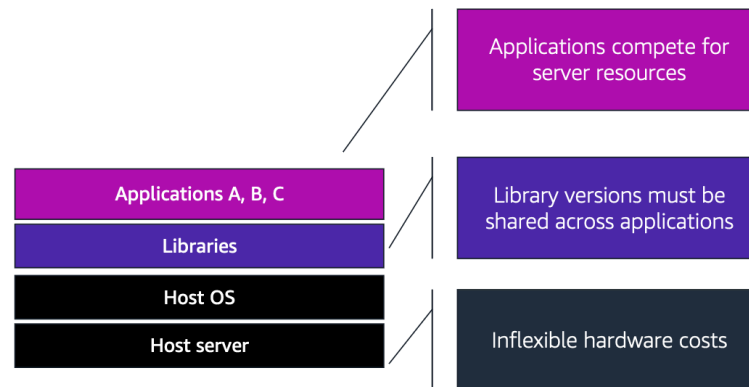 Applications compete for
server resources
Applications A, B, C
Libraries
Library versions must be
shared across applications
Host OS
Host server
Inflexible hardware costs